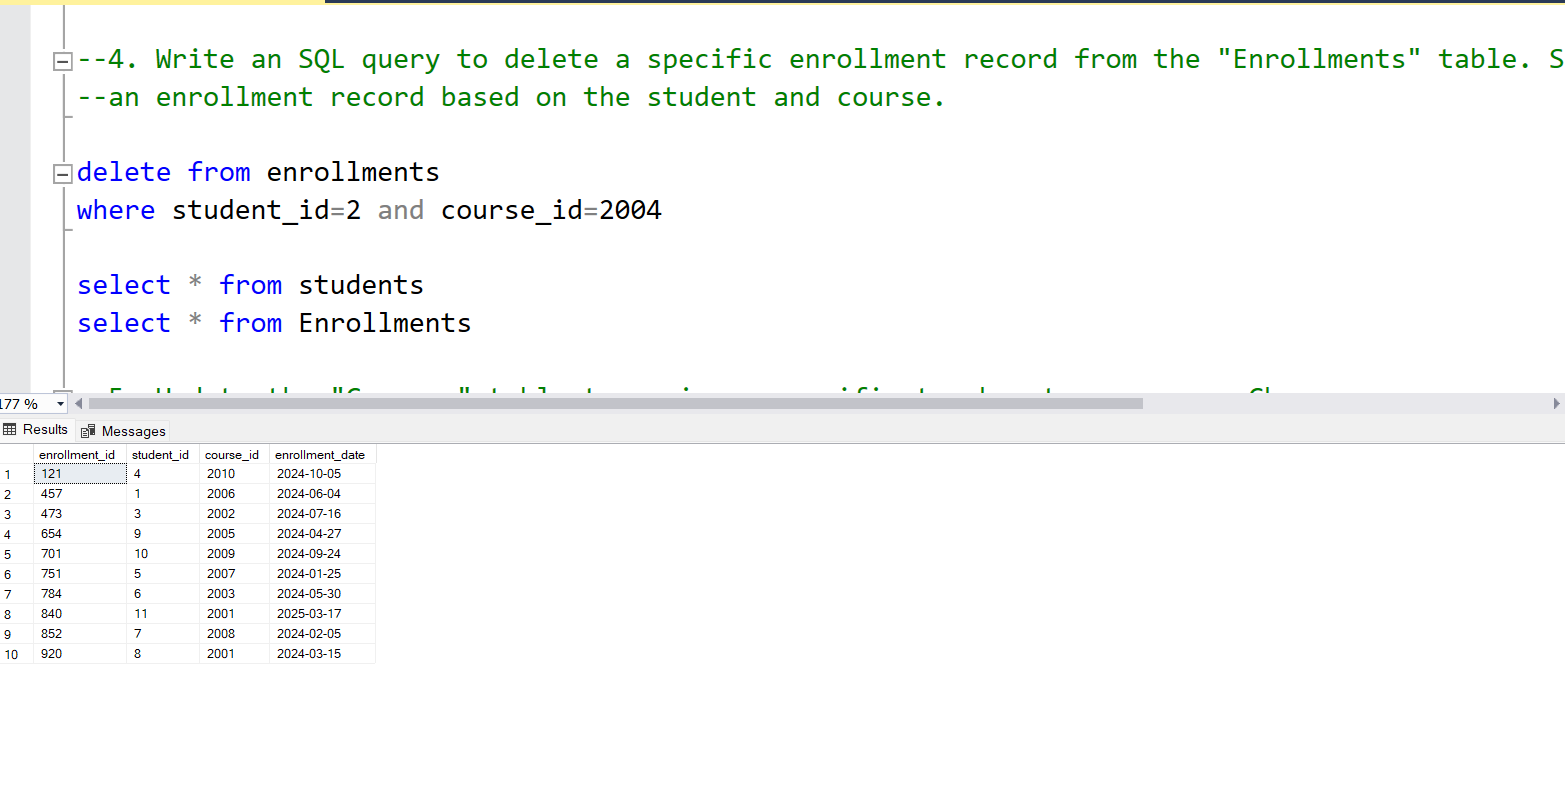 --4. Write an SQL query to delete a specific enrollment record from the "Enrollments" table. S
--an enrollment record based on the student and course.
delete from enrollments
where student_id=2 and course_id=2004
select * from students
select * from Enrollments
177 %
Results Messages
enrollment_id student_id course_id enrollment_date
1 121 4 2010 2024-10-05
2 457 1 2006 2024-06-04
3 473 3 2002 2024-07-16
4 654 9 2005 2024-04-27
5 701 10 2009 2024-09-24
6 751 5 2007 2024-01-25
7 784 6 2003 2024-05-30
8 840 11 2001 2025-03-17
9 852 7 2008 2024-02-05
10 920 8 2001 2024-03-15